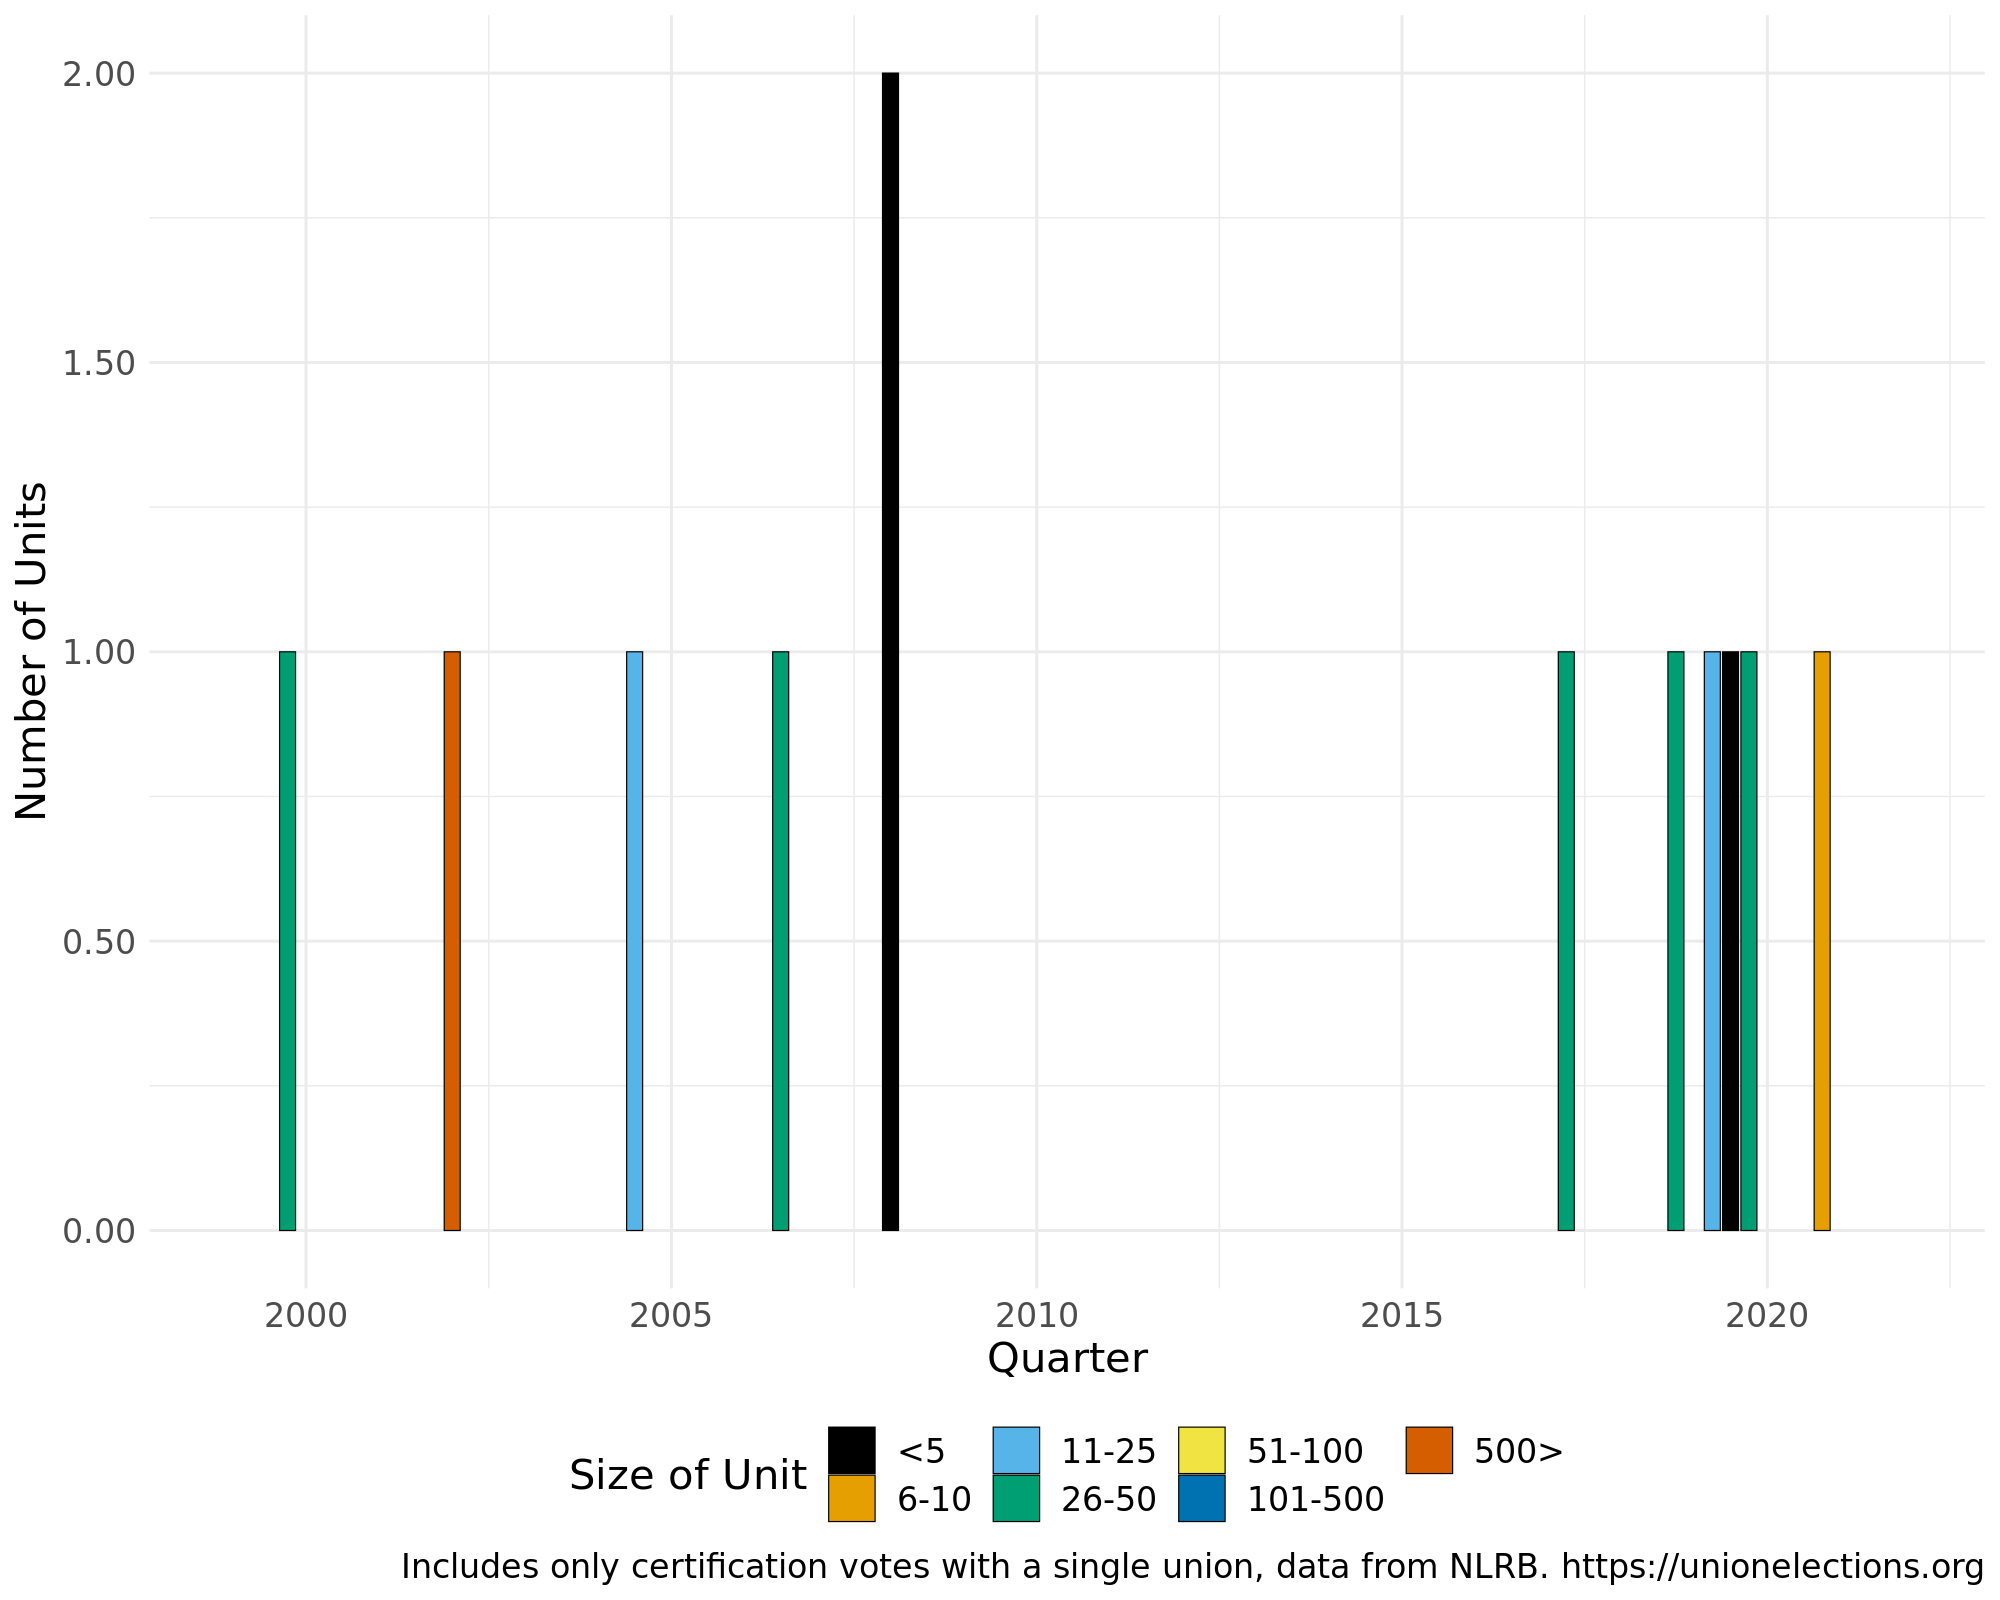 2.00
1.50
1.00
0.50
0.00
Number of Units
2000 2005 2010 2015 2020
Quarter
Size of Unit
<5 11-25 51-100 500>
6-10 26-50 101-500
Includes only certification votes with a single union, data from NLRB. https://unionelections.org